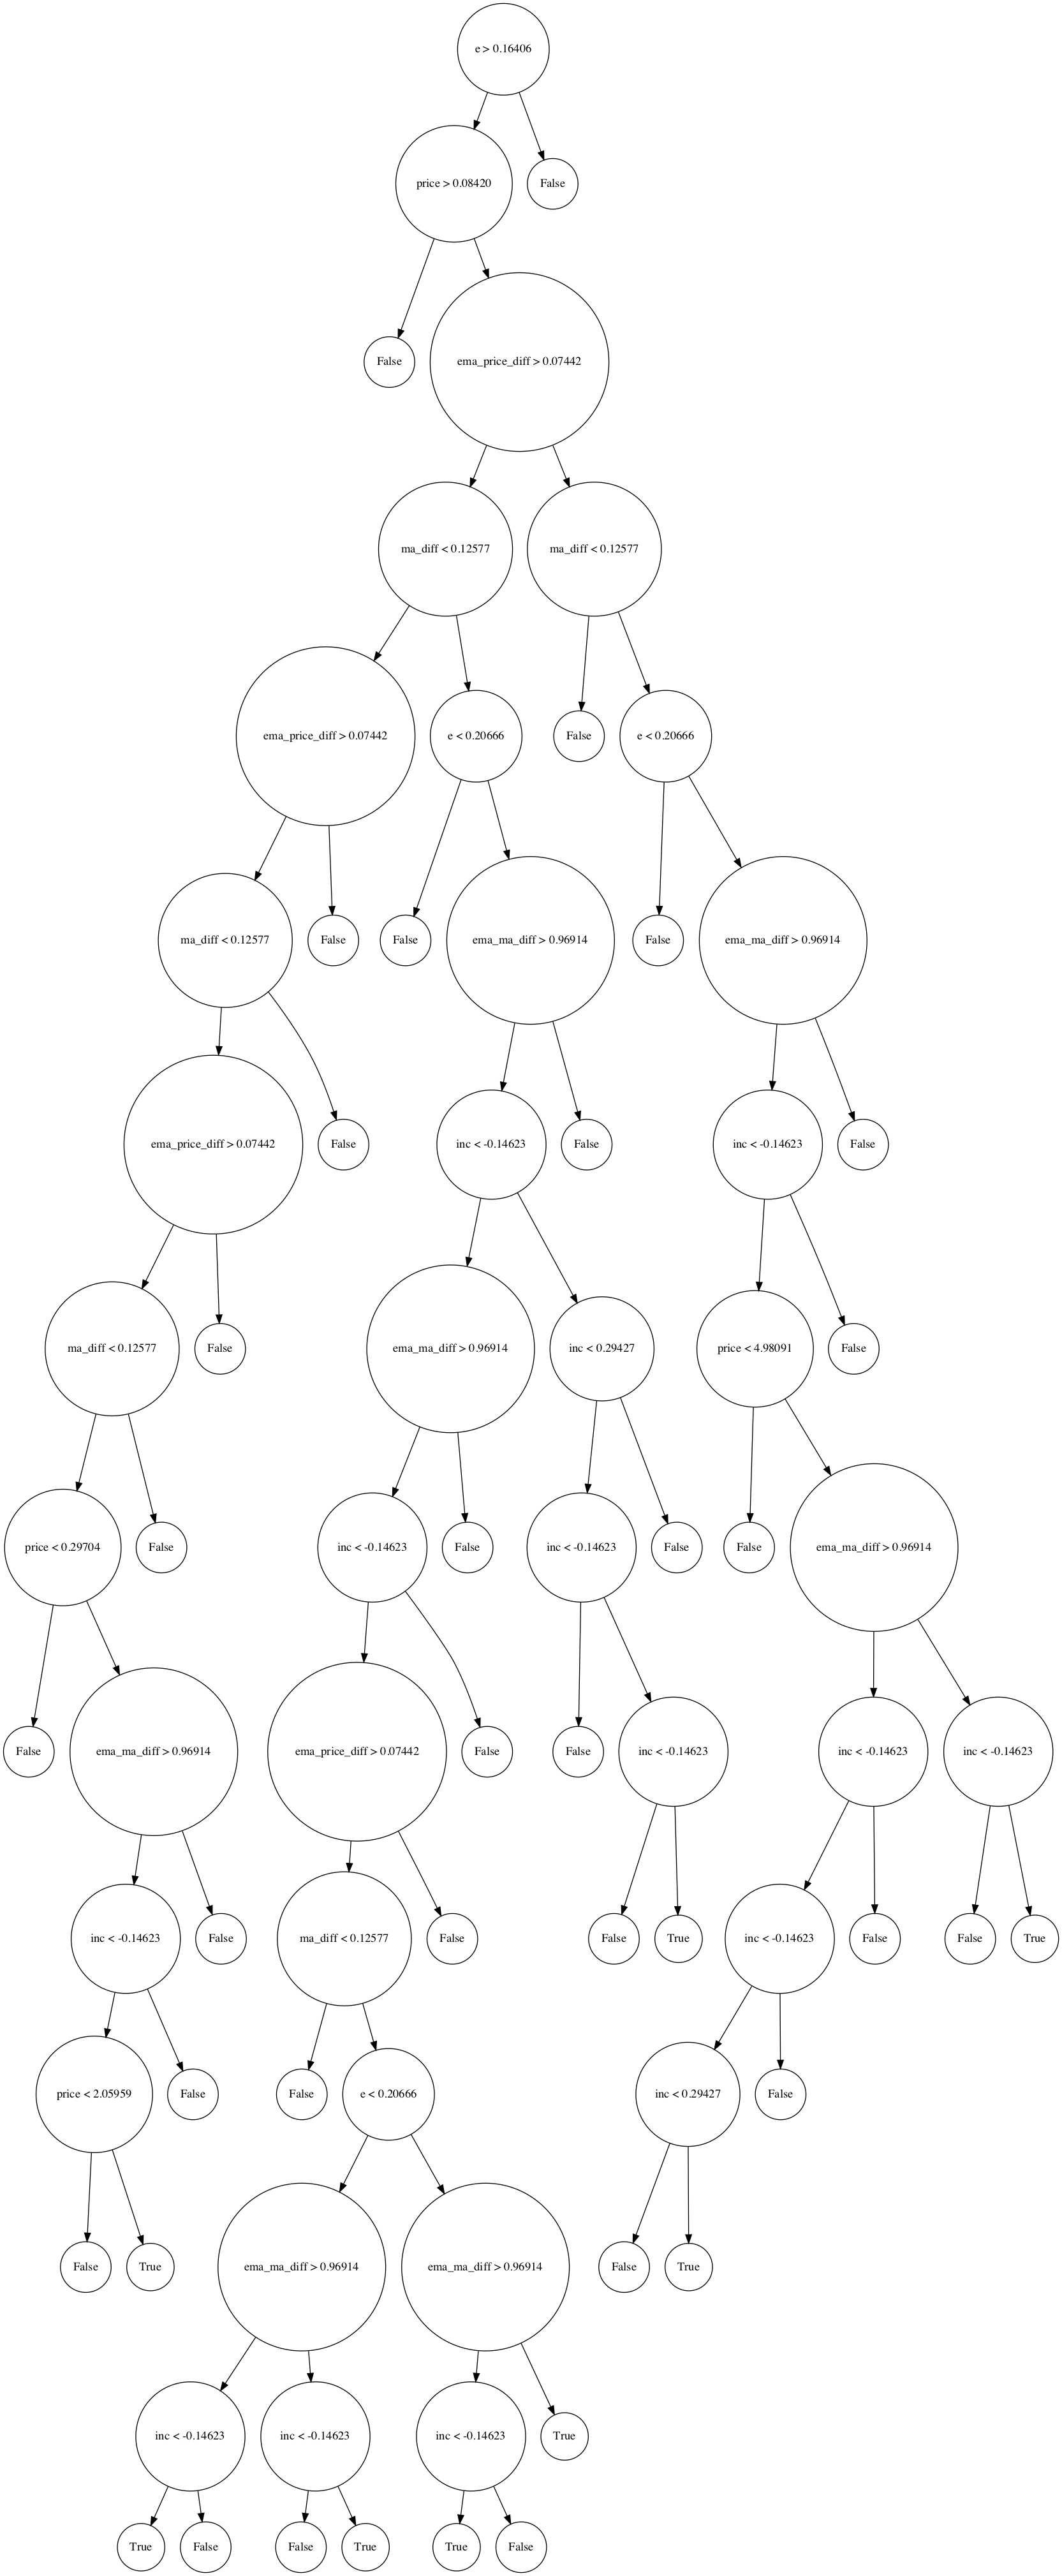 e > 0.16406
price > 0.08420
False
False
ema_price_diff > 0.07442
ma_diff < 0.12577
ma_diff < 0.12577
ema_price_diff > 0.07442
e < 0.20666
False
e < 0.20666
ma_diff < 0.12577
False
False
ema_ma_diff > 0.96914
False
ema_ma_diff > 0.96914
ema_price_diff > 0.07442
False
inc < -0.14623
False
inc < -0.14623
False
ma_diff < 0.12577
False
ema_ma_diff > 0.96914
inc < 0.29427
price < 4.98091
False
price < 0.29704
False
inc < -0.14623
False
inc < -0.14623
False
False
ema_ma_diff > 0.96914
False
ema_ma_diff > 0.96914
ema_price_diff > 0.07442
False
False
inc < -0.14623
inc < -0.14623
inc < -0.14623
inc < -0.14623
False
ma_diff < 0.12577
False
False
True
inc < -0.14623
False
False
True
price < 2.05959
False
False
e < 0.20666
inc < 0.29427
False
False
True
ema_ma_diff > 0.96914
ema_ma_diff > 0.96914
False
True
inc < -0.14623
inc < -0.14623
inc < -0.14623
True
True
False
False
True
True
False